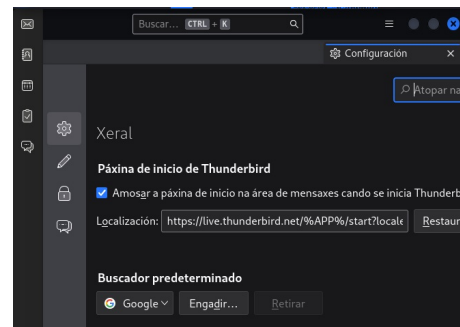 Buscar... CTRL + K
Configuración
Atopar na
Xeral
Páxina de inicio de Thunderbird
Amosar a páxina de inicio na área de mensaxes cando se inicia Thunderb
Localización: https://live.thunderbird.net/%APP%/start?locale Restaur
Buscador predeterminado
Google Engadir... Retirar